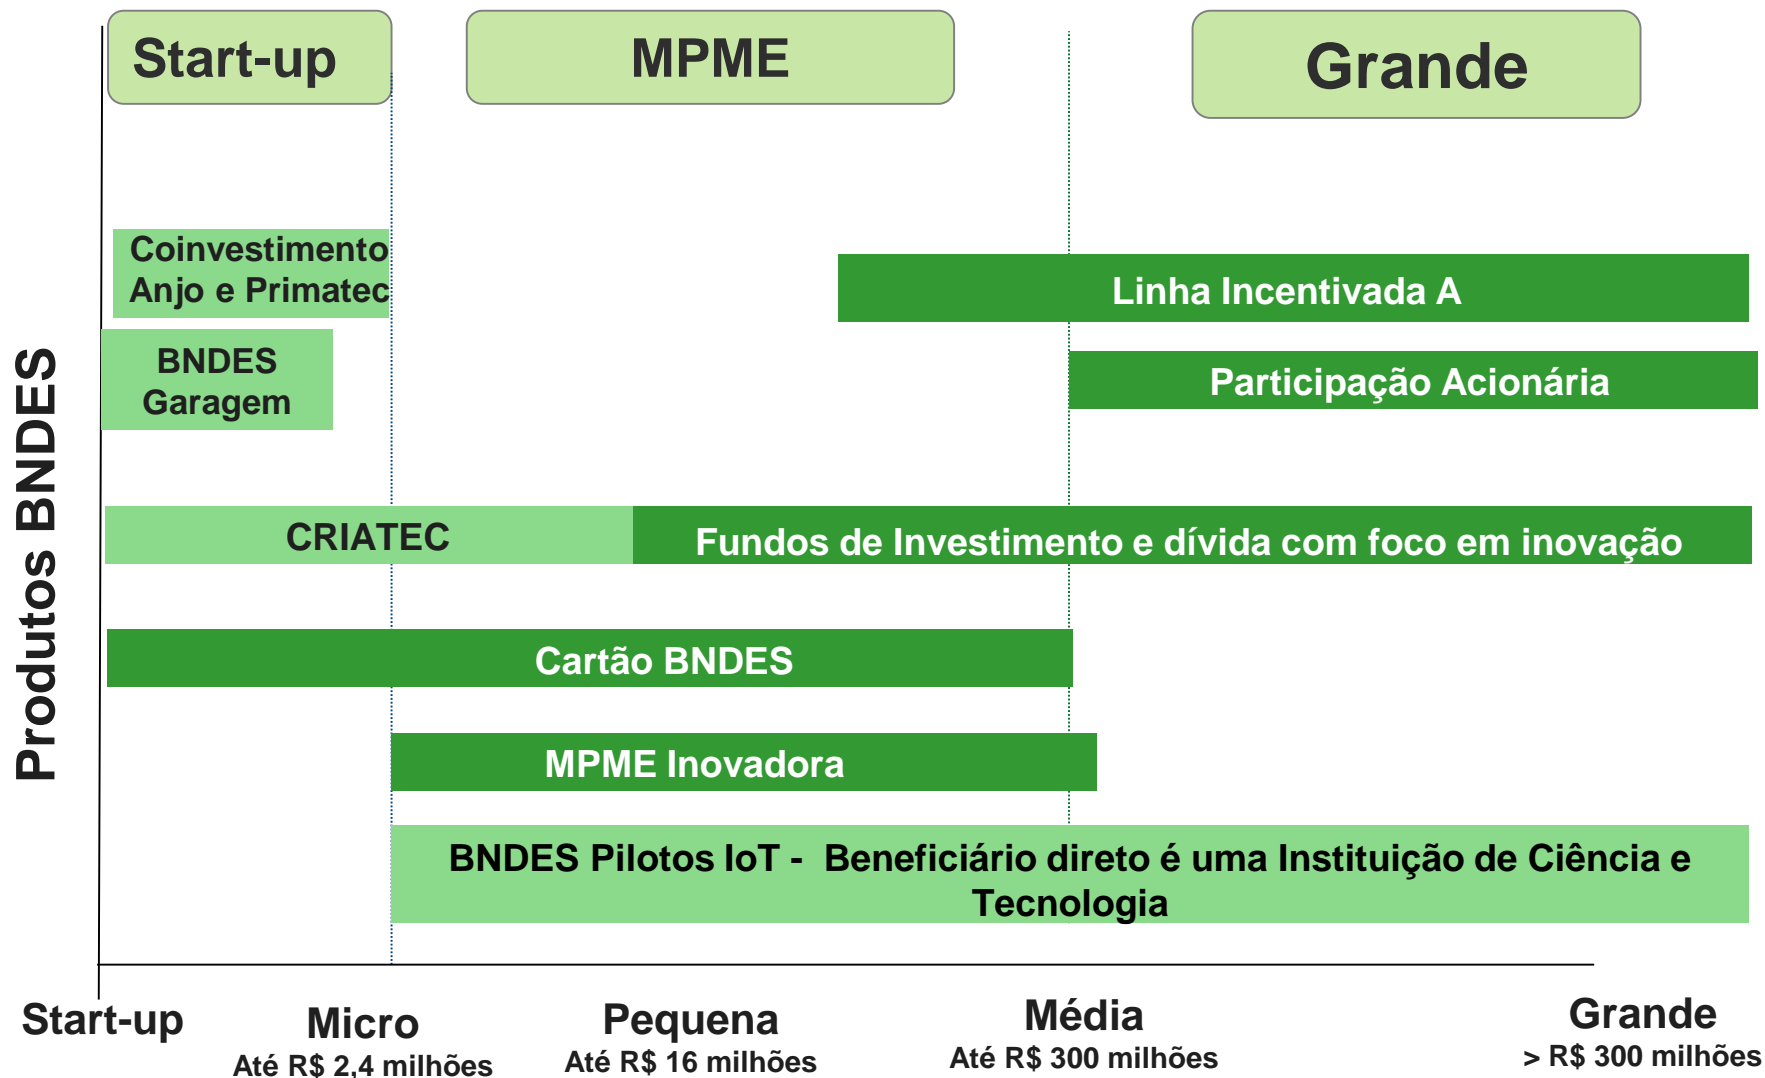 Start-up
MPME
Grande
Produtos BNDES
Coinvestimento
Anjo e Primatec
Linha Incentivada A
BNDES
Garagem
Participação Acionária
CRIATEC
Fundos de Investimento e dívida com foco em inovação
Cartão BNDES
MPME Inovadora
BNDES Pilotos IoT -  Beneficiário direto é uma Instituição de Ciência e
Tecnologia
Start-up
Micro
Até R$ 2,4 milhões
Pequena
Até R$ 16 milhões
Média
Até R$ 300 milhões
Grande
> R$ 300 milhões